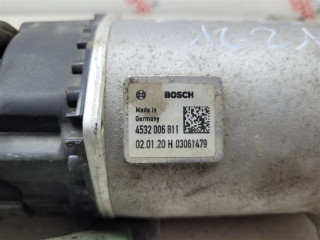 BOSCH
Made in
Germany
4532 006 811
02.01.20 H 03061479